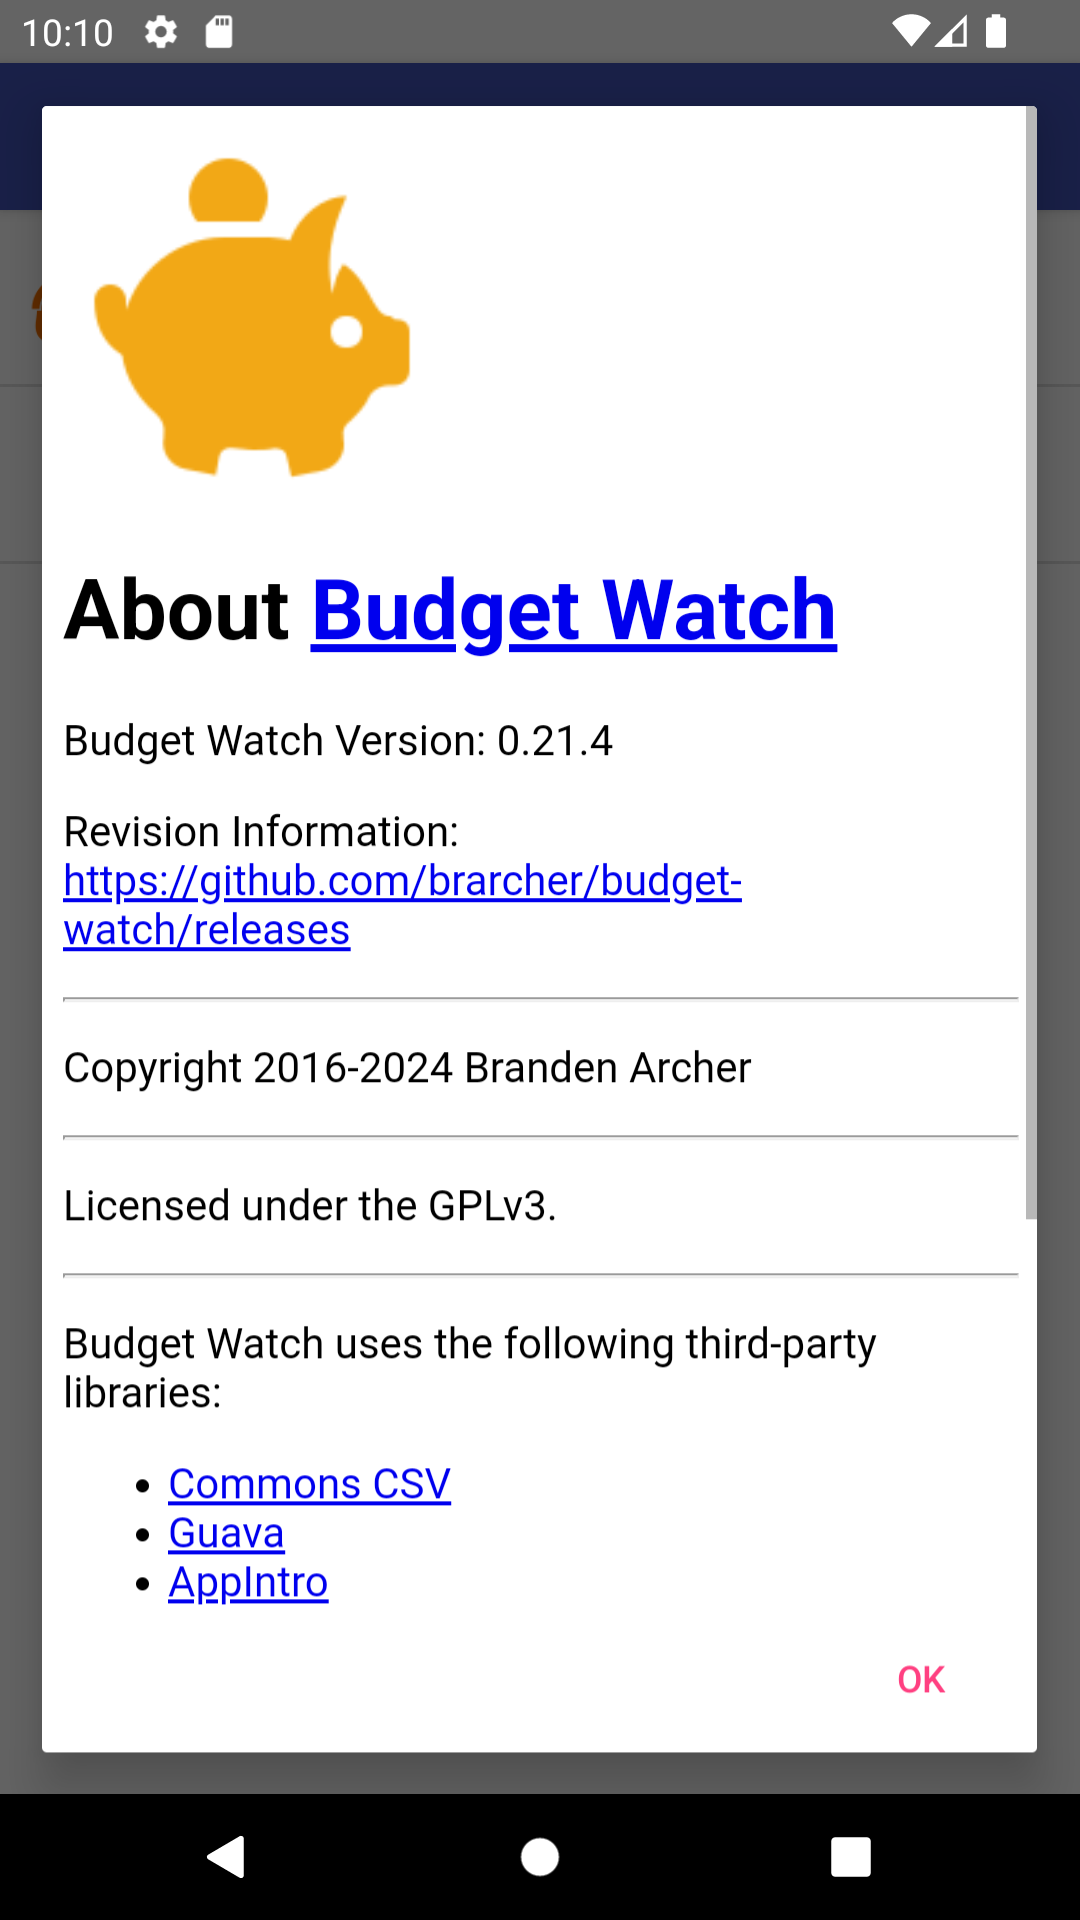 10:10
About Budget Watch
Budget Watch Version: 0.21.4
Revision Information:
https://github.com/brarcher/budget-
watch/releases
Copyright 2016-2024 Branden Archer
Licensed under the GPLv3.
Budget Watch uses the following third-party
libraries:
• Commons CSV
• Guava
• AppIntro
OK